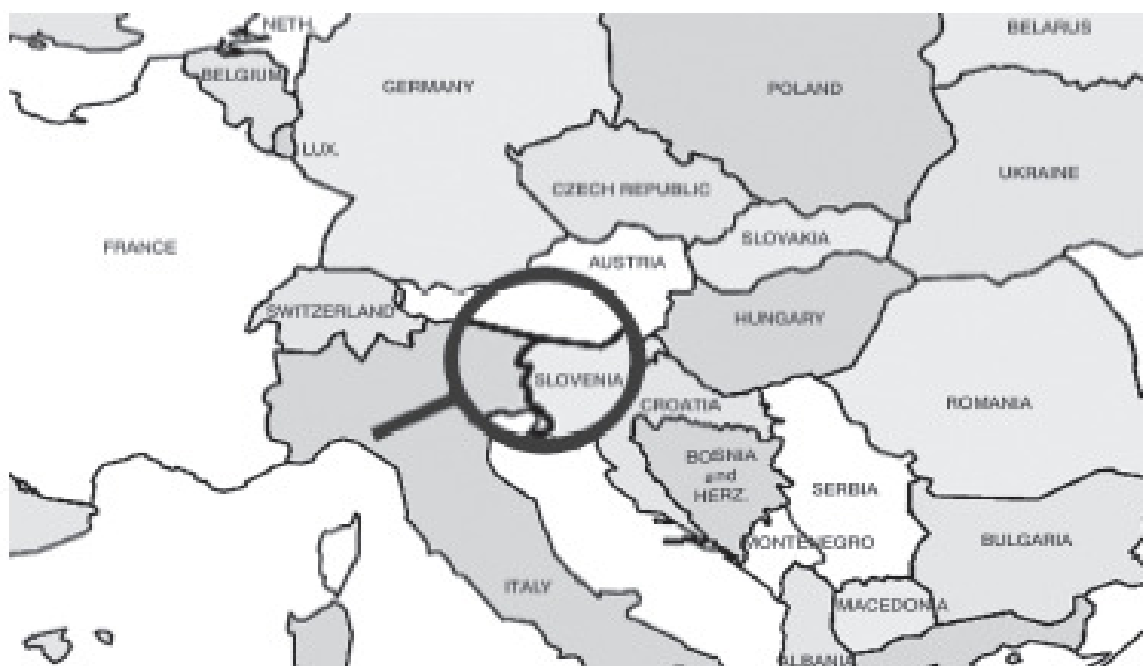 NETH.
BELARUS
BELGIUM
GERMANY
POLAND
LUX.
UKRAINE
CZECH REPUBLIC
FRANCE
SLOVAKIA
AUSTRIA
SWITZERLAND
HUNGARY
SLOVENIA
CROATIA
ROMANIA
BOSNIA
and
HERZ.
SERBIA
MONTENEGRO
BULGARIA
ITALY
MACEDONIA
ALBANIA